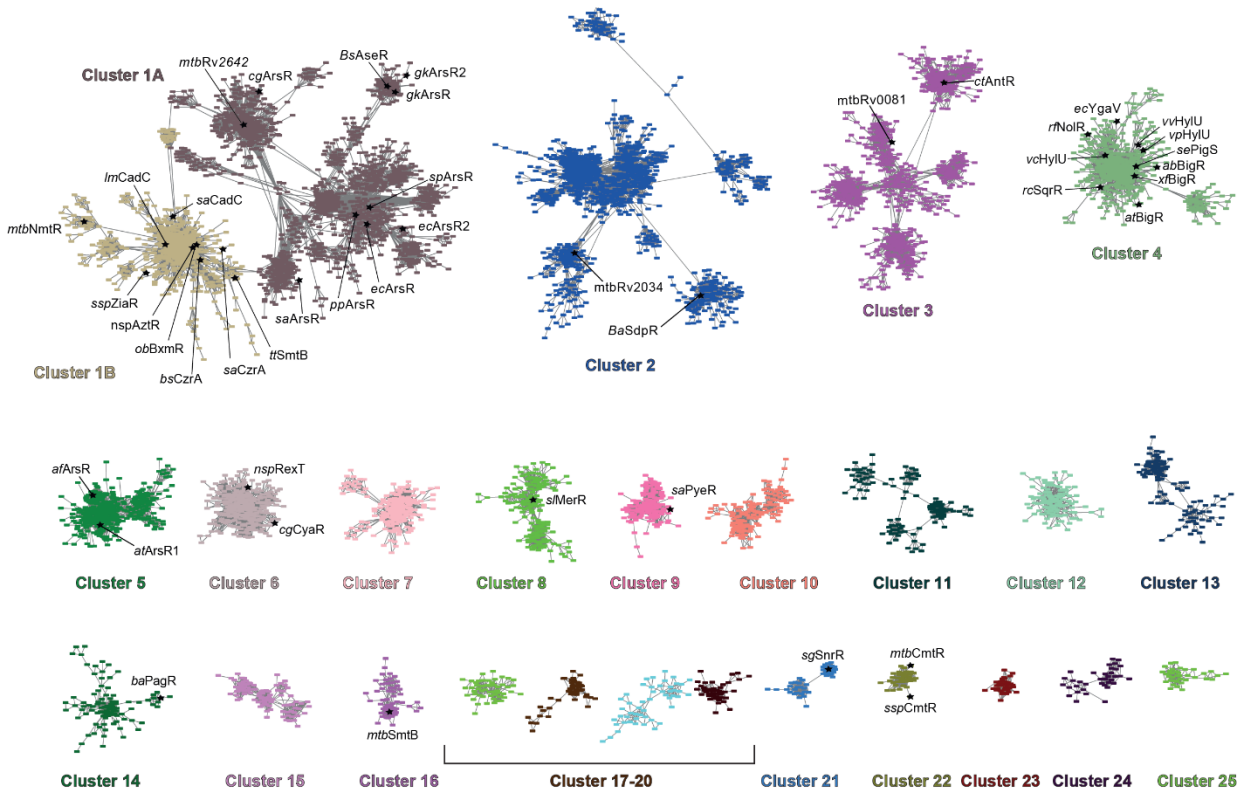 Cluster 1A
mtbRv2642
cgArsR
BsAseR
gkArsR2
gkArsR
lmCadC
saCadC
mtbNmtR
spArsR
ecArsR2
sspZiaR
nspAztR
obBxmR
bsCzrA
saCzrA
ttSmtB
saArsR
ppArsR
ecArsR
Cluster 1B
mtbRv2034
BaSdpR
Cluster 2
mtbRv0081
ctAntR
Cluster 3
ecYgaV
rfNolR
vvHylU
vpHylU
vcHylU
sePigS
abBigR
xfBigR
rcSqrR
atBigR
Cluster 4
afArsR
atArsR1
nspRexT
cgCyaR
slMerR
saPyeR
Cluster 5
Cluster 6
Cluster 7
Cluster 8
Cluster 9
Cluster 10
Cluster 11
Cluster 12
Cluster 13
baPagR
mtbSmtB
sgSnrR
mtbCmtR
sspCmtR
Cluster 14
Cluster 15
Cluster 16
Cluster 17-20
Cluster 21
Cluster 22
Cluster 23
Cluster 24
Cluster 25